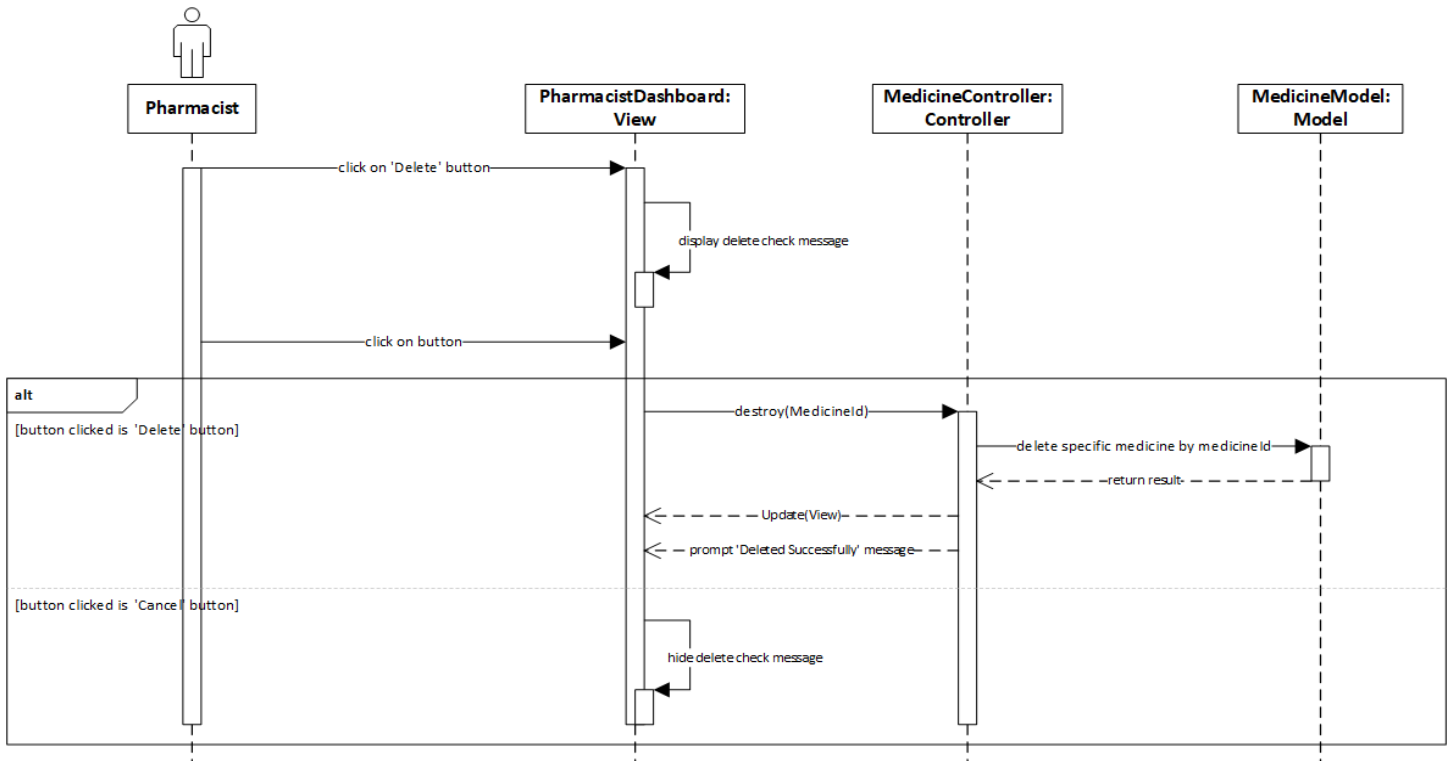 Pharmacist
PharmacistDashboard:
View
MedicineController:
Controller
MedicineModel:
Model
click on 'Delete' button
display delete check message
click on button
alt
[button clicked is 'Delete' button]
destroy(MedicineId)
delete specific medicine by medicineId
return result
Update(View)
prompt 'Deleted Successfully' message
[button clicked is 'Cancel' button]
hide delete check message